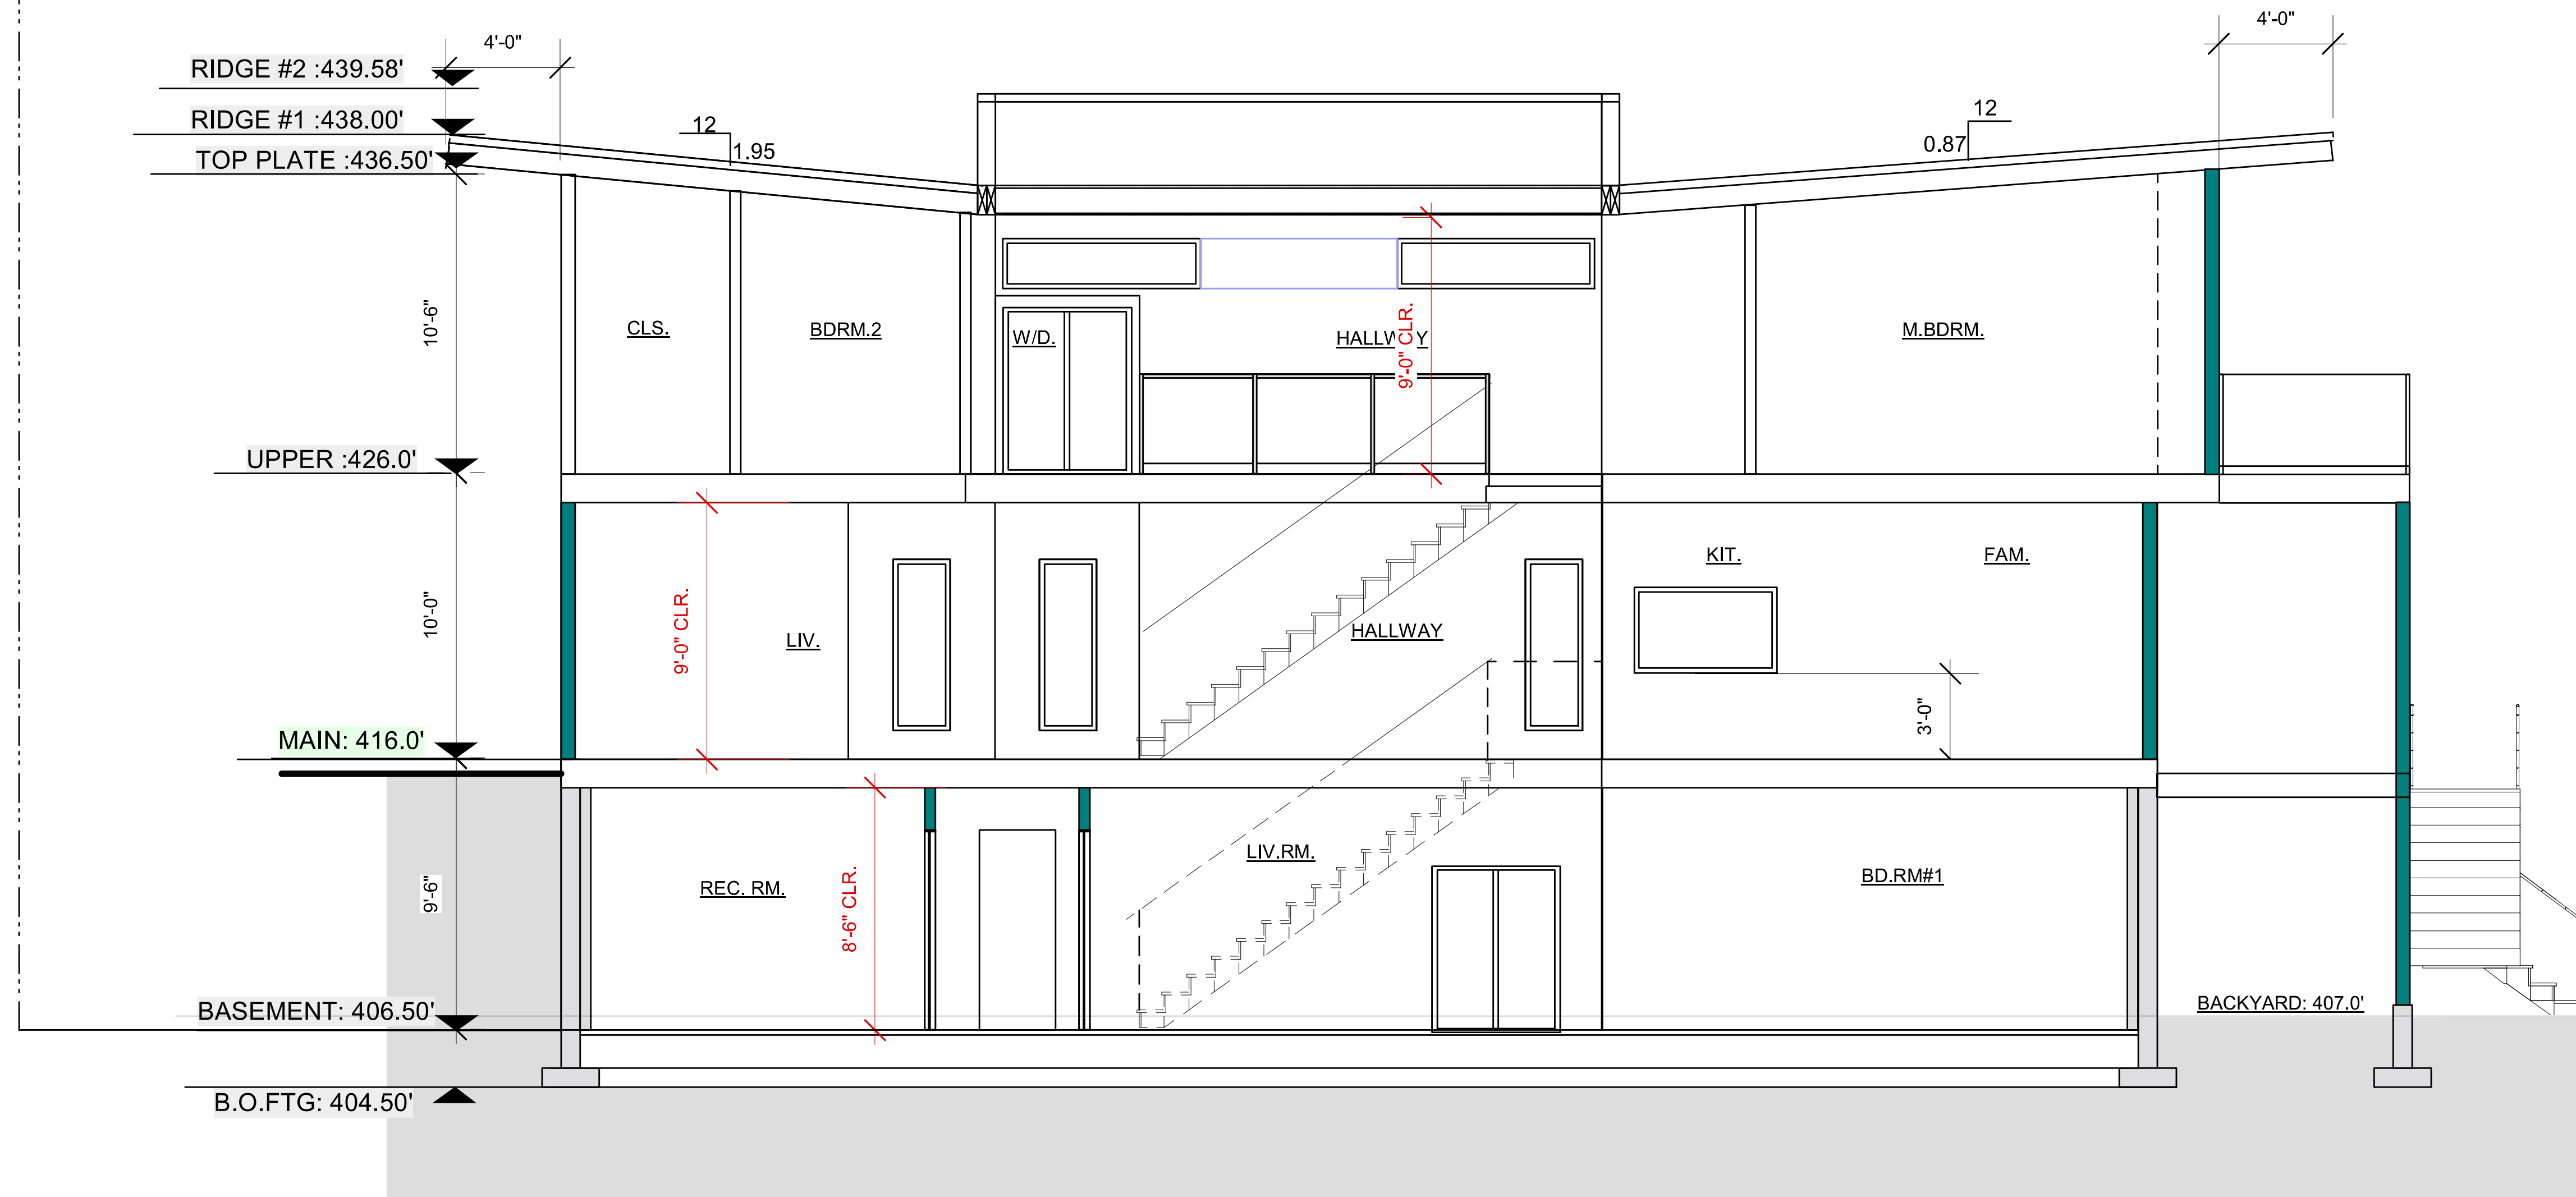 4'-0"
4'-0"
RIDGE #2 :439.58'
RIDGE #1 :438.00'
12
12
TOP PLATE :436.50'
1.95
0.87
10'-6"
CLS.
BDRM.2
W/D.
HALLWAY
9'-0" CLR.
M.BDRM.
UPPER :426.0'
10'-0"
9'-0" CLR.
LIV.
HALLWAY
KIT.
FAM.
3'-0"
MAIN: 416.0'
9'-6"
REC. RM.
8'-6" CLR.
LIV.RM.
BD.RM#1
BASEMENT: 406.50'
BACKYARD: 407.0'
B.O.FTG: 404.50'